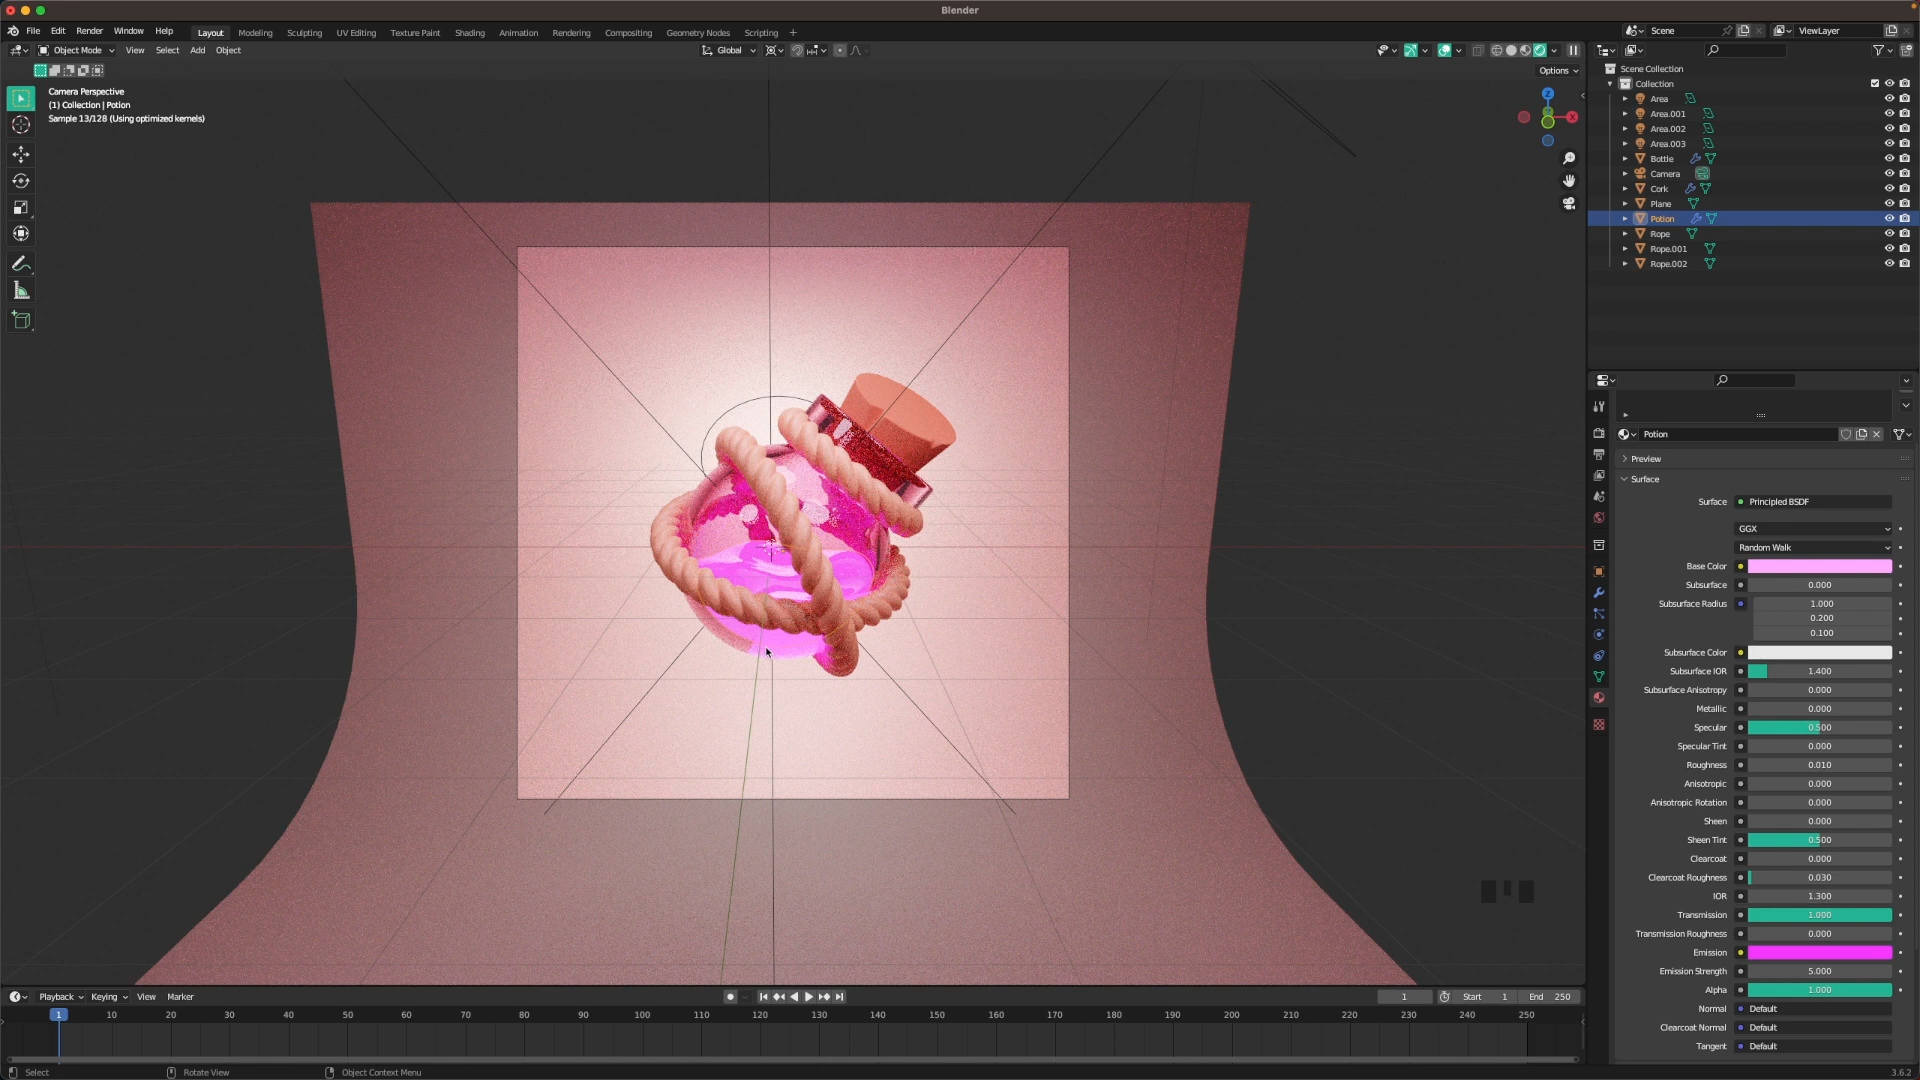 Blender
File Edit Render Window Help Layout Modeling Sculpting UV Editing Texture Paint Shading Animation Rendering Compositing Geometry Nodes Scripting + Scene ViewLayer
Object Mode View Select Add Object Global
Options
Camera Perspective
(1) Collection | Potion
Sample 13/128 (Using optimized kernels)
Z
X
Scene Collection
Collection
Area
Area.001
Area.002
Area.003
Bottle
Camera
Cork
Plane
Potion
Rope
Rope.001
Rope.002
Potion
Preview
Surface
Surface Principled BSDF
GGX
Random Walk
Base Color
Subsurface 0.000
Subsurface Radius 1.000
0.200
0.100
Subsurface Color
Subsurface IOR 1.400
Subsurface Anisotropy 0.000
Metallic 0.000
Specular 0.500
Specular Tint 0.000
Roughness 0.010
Anisotropic 0.000
Anisotropic Rotation 0.000
Sheen 0.000
Sheen Tint 0.500
Clearcoat 0.000
Clearcoat Roughness 0.030
IOR 1.300
Transmission 1.000
Transmission Roughness 0.000
Emission
Emission Strength 5.000
Alpha 1.000
Normal Default
Clearcoat Normal Default
Tangent Default
Playback Keying View Marker 1 Start 1 End 250
1 10 20 30 40 50 60 70 80 90 100 110 120 130 140 150 160 170 180 190 200 210 220 230 240 250
Select Rotate View Object Context Menu 3.6.2